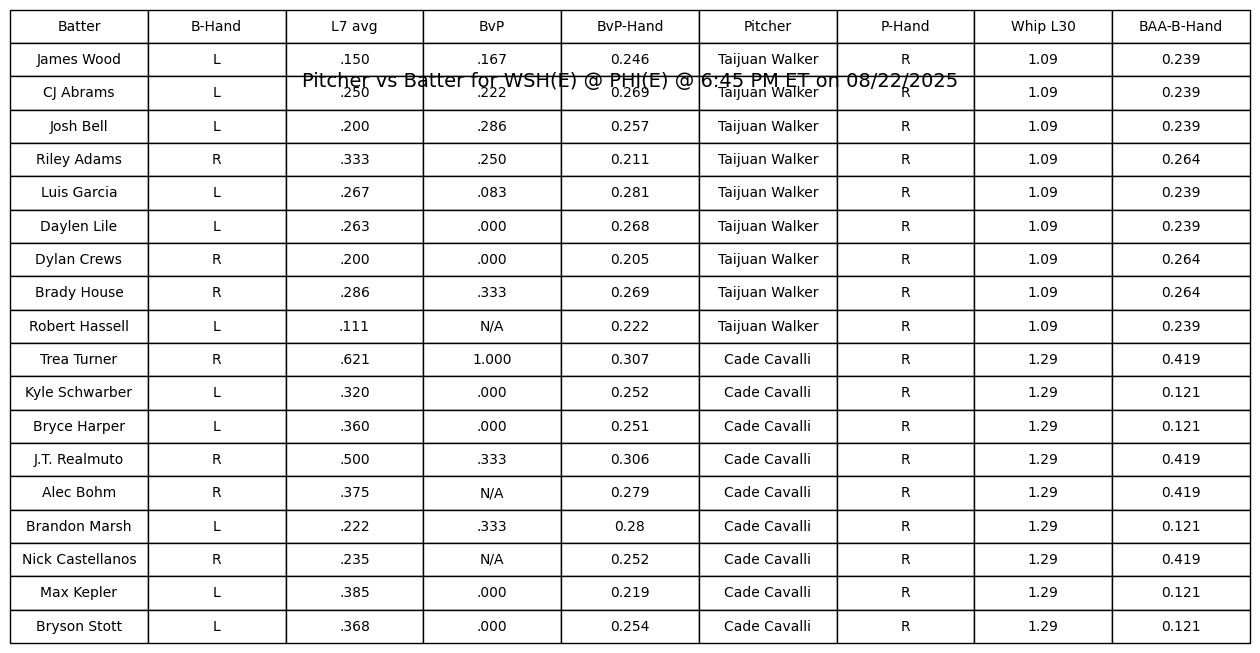 Batter B-Hand L7 avg BvP BvP-Hand Pitcher P-Hand Whip L30 BAA-B-Hand
James Wood L .150 .167 0.246 Taijuan Walker R 1.09 0.239
Pitcher vs Batter for WSH(E) @ PHI(E) @ 6:45 PM ET on 08/22/2025
CJ Abrams L .250 .222 0.269 Taijuan Walker R 1.09 0.239
Josh Bell L .200 .286 0.257 Taijuan Walker R 1.09 0.239
Riley Adams R .333 .250 0.211 Taijuan Walker R 1.09 0.264
Luis Garcia L .267 .083 0.281 Taijuan Walker R 1.09 0.239
Daylen Lile L .263 .000 0.268 Taijuan Walker R 1.09 0.239
Dylan Crews R .200 .000 0.205 Taijuan Walker R 1.09 0.264
Brady House R .286 .333 0.269 Taijuan Walker R 1.09 0.264
Robert Hassell L .111 N/A 0.222 Taijuan Walker R 1.09 0.239
Trea Turner R .621 1.000 0.307 Cade Cavalli R 1.29 0.419
Kyle Schwarber L .320 .000 0.252 Cade Cavalli R 1.29 0.121
Bryce Harper L .360 .000 0.251 Cade Cavalli R 1.29 0.121
J.T. Realmuto R .500 .333 0.306 Cade Cavalli R 1.29 0.419
Alec Bohm R .375 N/A 0.279 Cade Cavalli R 1.29 0.419
Brandon Marsh L .222 .333 0.28 Cade Cavalli R 1.29 0.121
Nick Castellanos R .235 N/A 0.252 Cade Cavalli R 1.29 0.419
Max Kepler L .385 .000 0.219 Cade Cavalli R 1.29 0.121
Bryson Stott L .368 .000 0.254 Cade Cavalli R 1.29 0.121